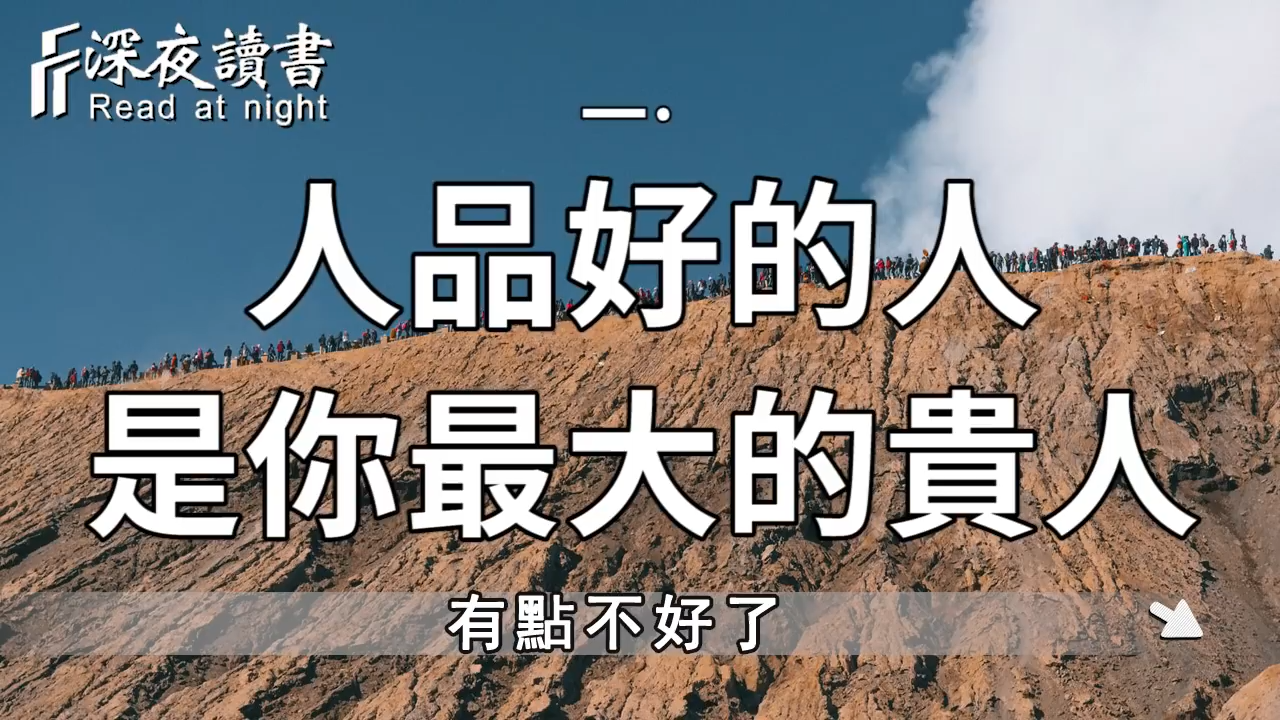 深夜讀書
Read at night
一.
人品好的人
是你最大的貴人
有點不好了